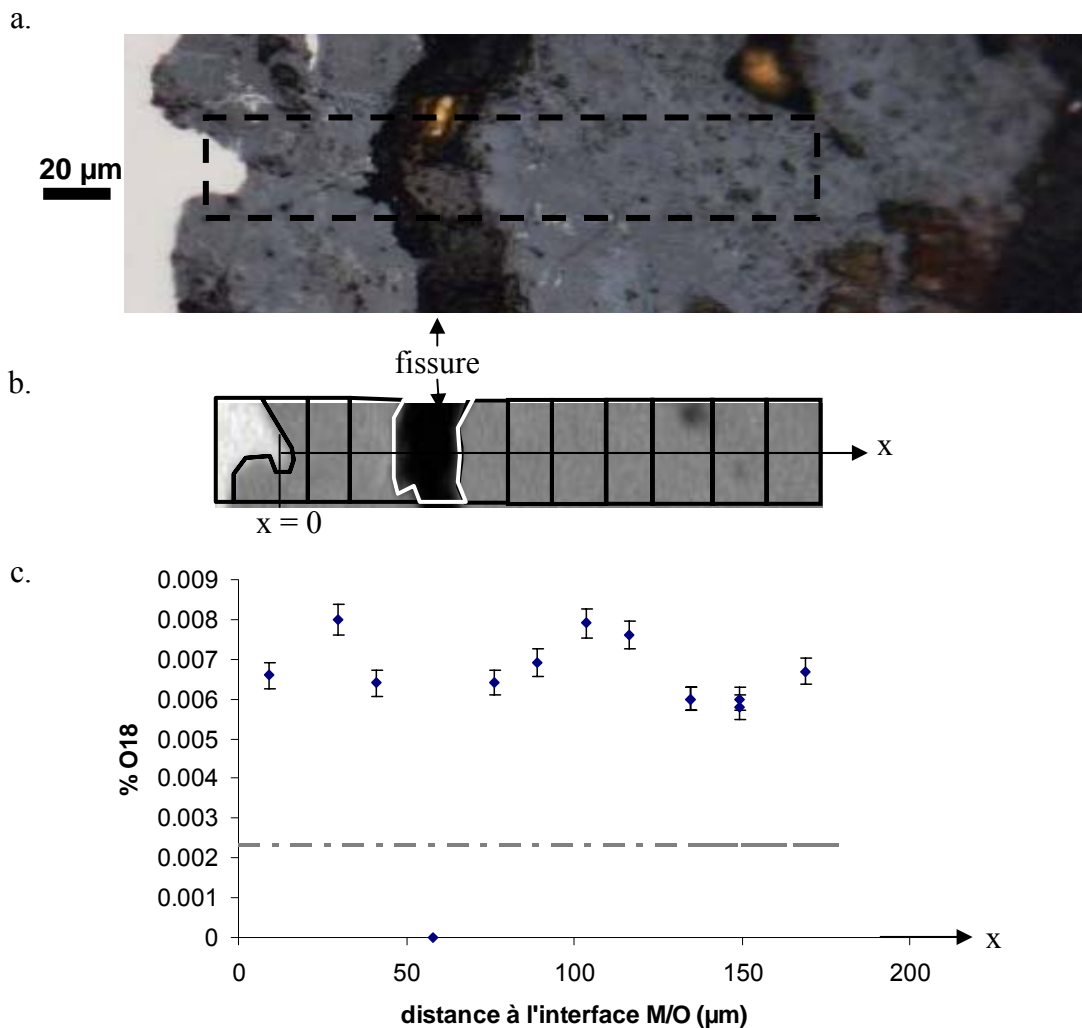 a.
20 µm
fissure
b.
x
x = 0
c.
0.009
0.008
0.007
0.006
0.005
0.004
0.003
0.002
0.001
0
% O18
x
0 50 100 150 200
distance à l'interface M/O (µm)